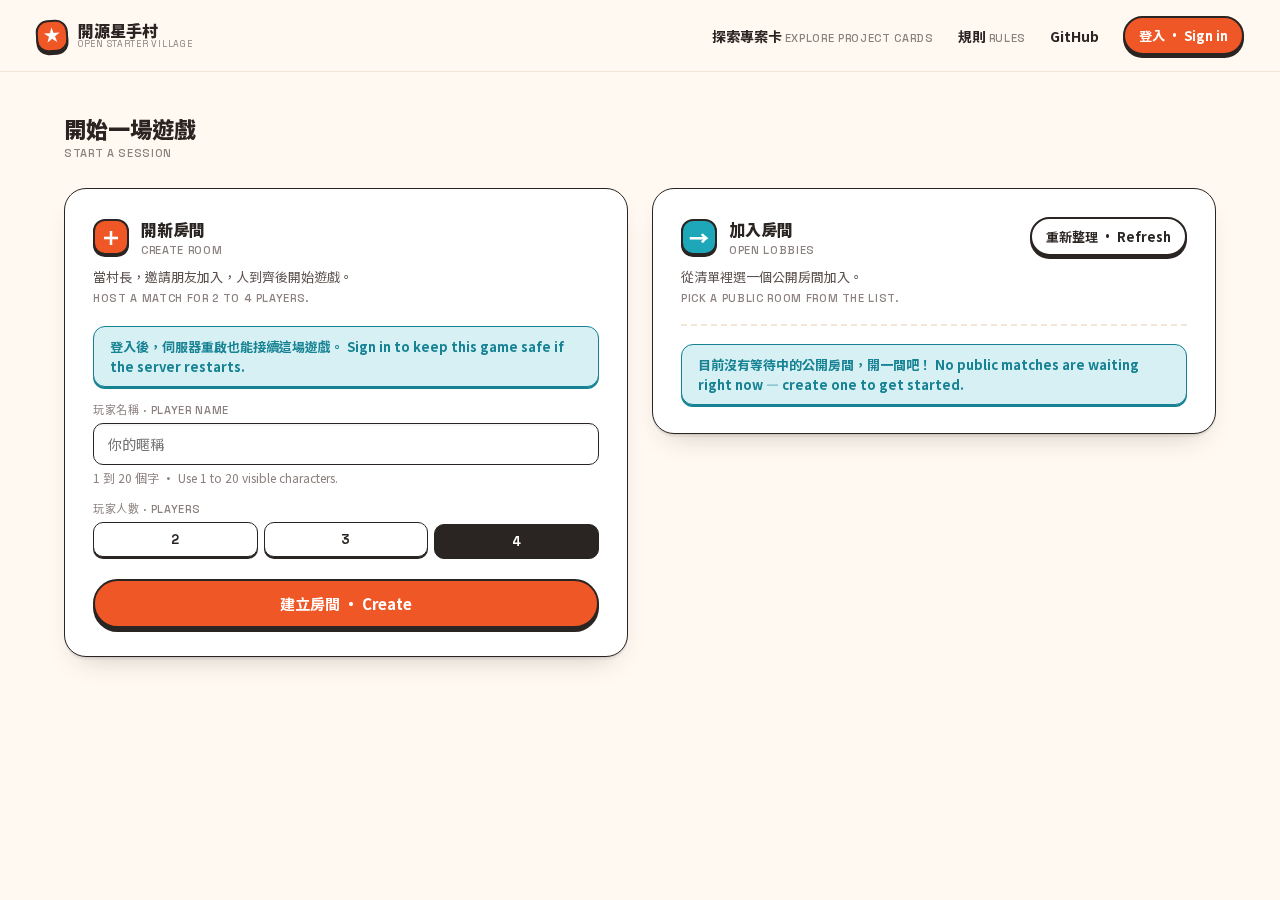 開源星手村
OPEN STARTER VILLAGE
探索專案卡 EXPLORE PROJECT CARDS
規則 RULES
GitHub
登入 • Sign in
開始一場遊戲
START A SESSION
開新房間
CREATE ROOM
當村長，邀請朋友加入，人到齊後開始遊戲。
HOST A MATCH FOR 2 TO 4 PLAYERS.
登入後，伺服器重啟也能接續這場遊戲。 Sign in to keep this game safe if
the server restarts.
玩家名稱 · PLAYER NAME
你的暱稱
1 到 20 個字 • Use 1 to 20 visible characters.
玩家人數 · PLAYERS
2
3
4
建立房間 • Create
加入房間
OPEN LOBBIES
重新整理 • Refresh
從清單裡選一個公開房間加入。
PICK A PUBLIC ROOM FROM THE LIST.
目前沒有等待中的公開房間，開一間吧！ No public matches are waiting
right now — create one to get started.